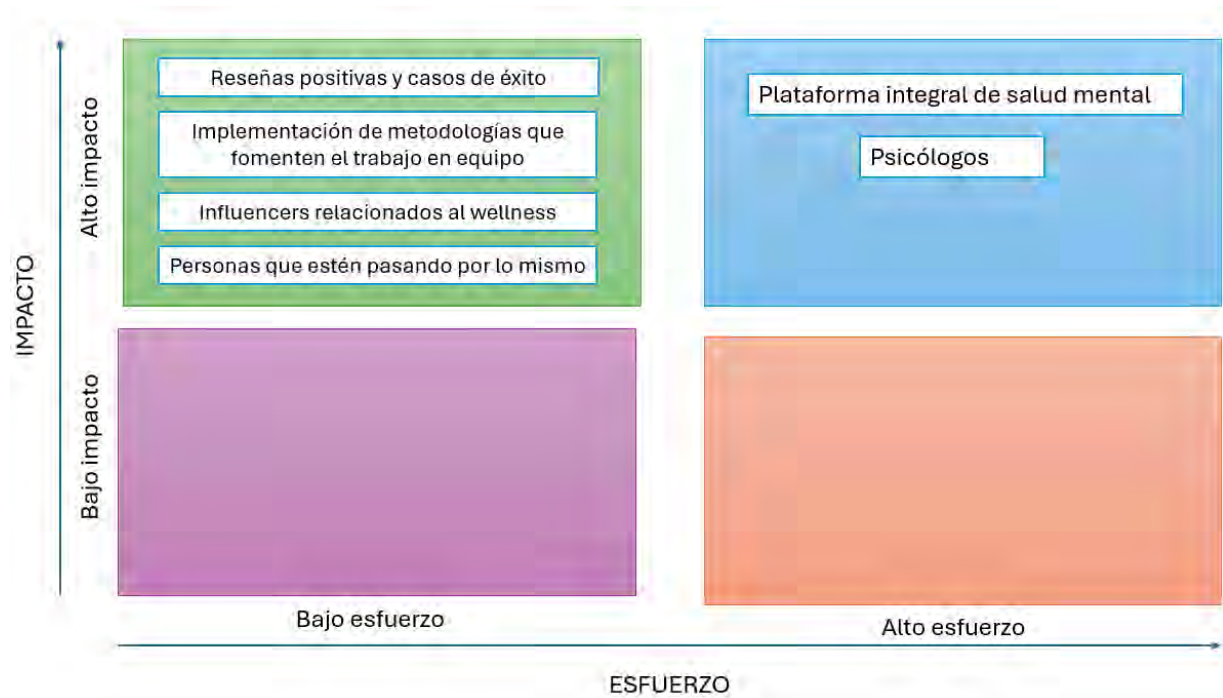 Reseñas positivas y casos de éxito
Implementación de metodologías que
fomenten el trabajo en equipo
Influencers relacionados al wellness
Personas que estén pasando por lo mismo
Plataforma integral de salud mental
Psicólogos
IMPACTO
Alto impacto
Bajo impacto
Bajo esfuerzo
Alto esfuerzo
ESFUERZO